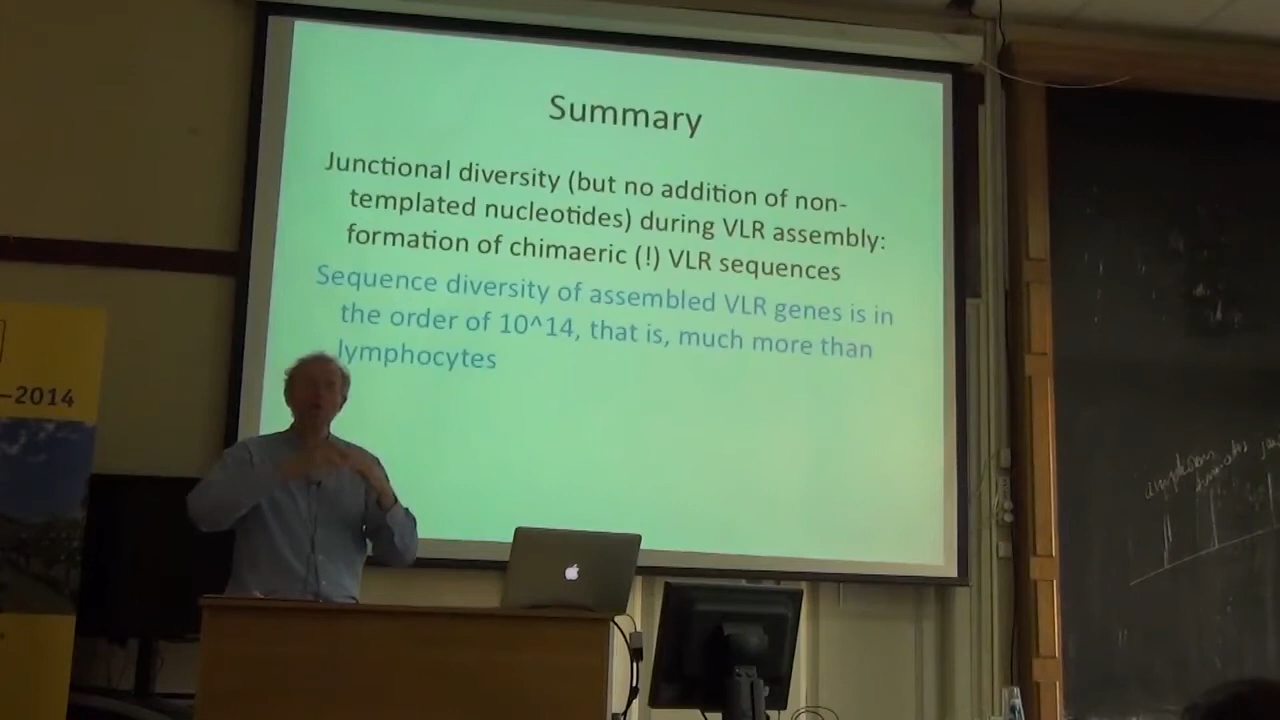 Summary
Junctional diversity (but no addition of non-
templated nucleotides) during VLR assembly:
formation of chimaeric (!) VLR sequences
Sequence diversity of assembled VLR genes is in
the order of 10^14, that is, much more than
lymphocytes
–2014